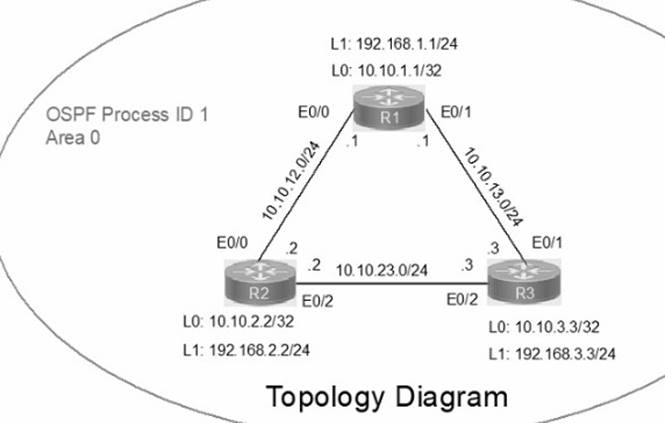 L1: 192.168.1.1/24
L0: 10.10.1.1/32
OSPF Process ID 1
Area 0
E0/0
R1
E0/1
.1
.1
10.10.12.0/24
10.10.13.0/24
E0/0
.2
.3
E0/1
.2
10.10.23.0/24
.3
R2
E0/2
E0/2
R3
L0: 10.10.2.2/32
L1: 192.168.2.2/24
L0: 10.10.3.3/32
L1: 192.168.3.3/24
Topology Diagram